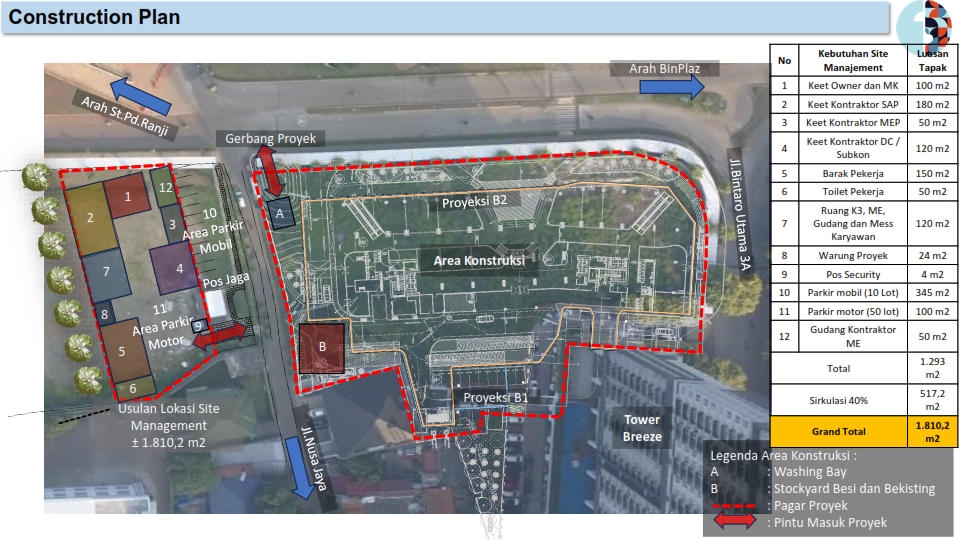 Construction Plan
No Kebutuhan Site Manajement Luasan Tapak
1 Keet Owner dan MK 100 m2
2 Keet Kontraktor SAP 180 m2
3 Keet Kontraktor MEP 50 m2
4 Keet Kontraktor DC / Subkon 120 m2
5 Barak Pekerja 150 m2
6 Toilet Pekerja 50 m2
7 Ruang K3, ME, Gudang dan Mess Karyawan 120 m2
8 Warung Proyek 24 m2
9 Pos Security 4 m2
10 Parkir mobil (10 Lot) 345 m2
11 Parkir motor (50 lot) 100 m2
12 Gudang Kontraktor ME 50 m2
Total 1.293 m2
Sirkulasi 40% 517,2 m2
Grand Total 1.810,2 m2
Arah BinPlaz
Arah St.Pd.Ranji
Gerbang Proyek
Jl.Bintaro Utama 3A
1
12
2
3
10
Area Parkir
Mobil
A
Proyeksi B2
Area Konstruksi
7
4
Pos Jaga
8
11
Area Parkir
Motor
9
5
6
B
Proyeksi B1
Usulan Lokasi Site
Management
± 1.810,2 m2
Tower
Breeze
Jl.Nusa Jaya
Legenda Area Konstruksi :
A : Washing Bay
B : Stockyard Besi dan Bekisting
: Pagar Proyek
: Pintu Masuk Proyek